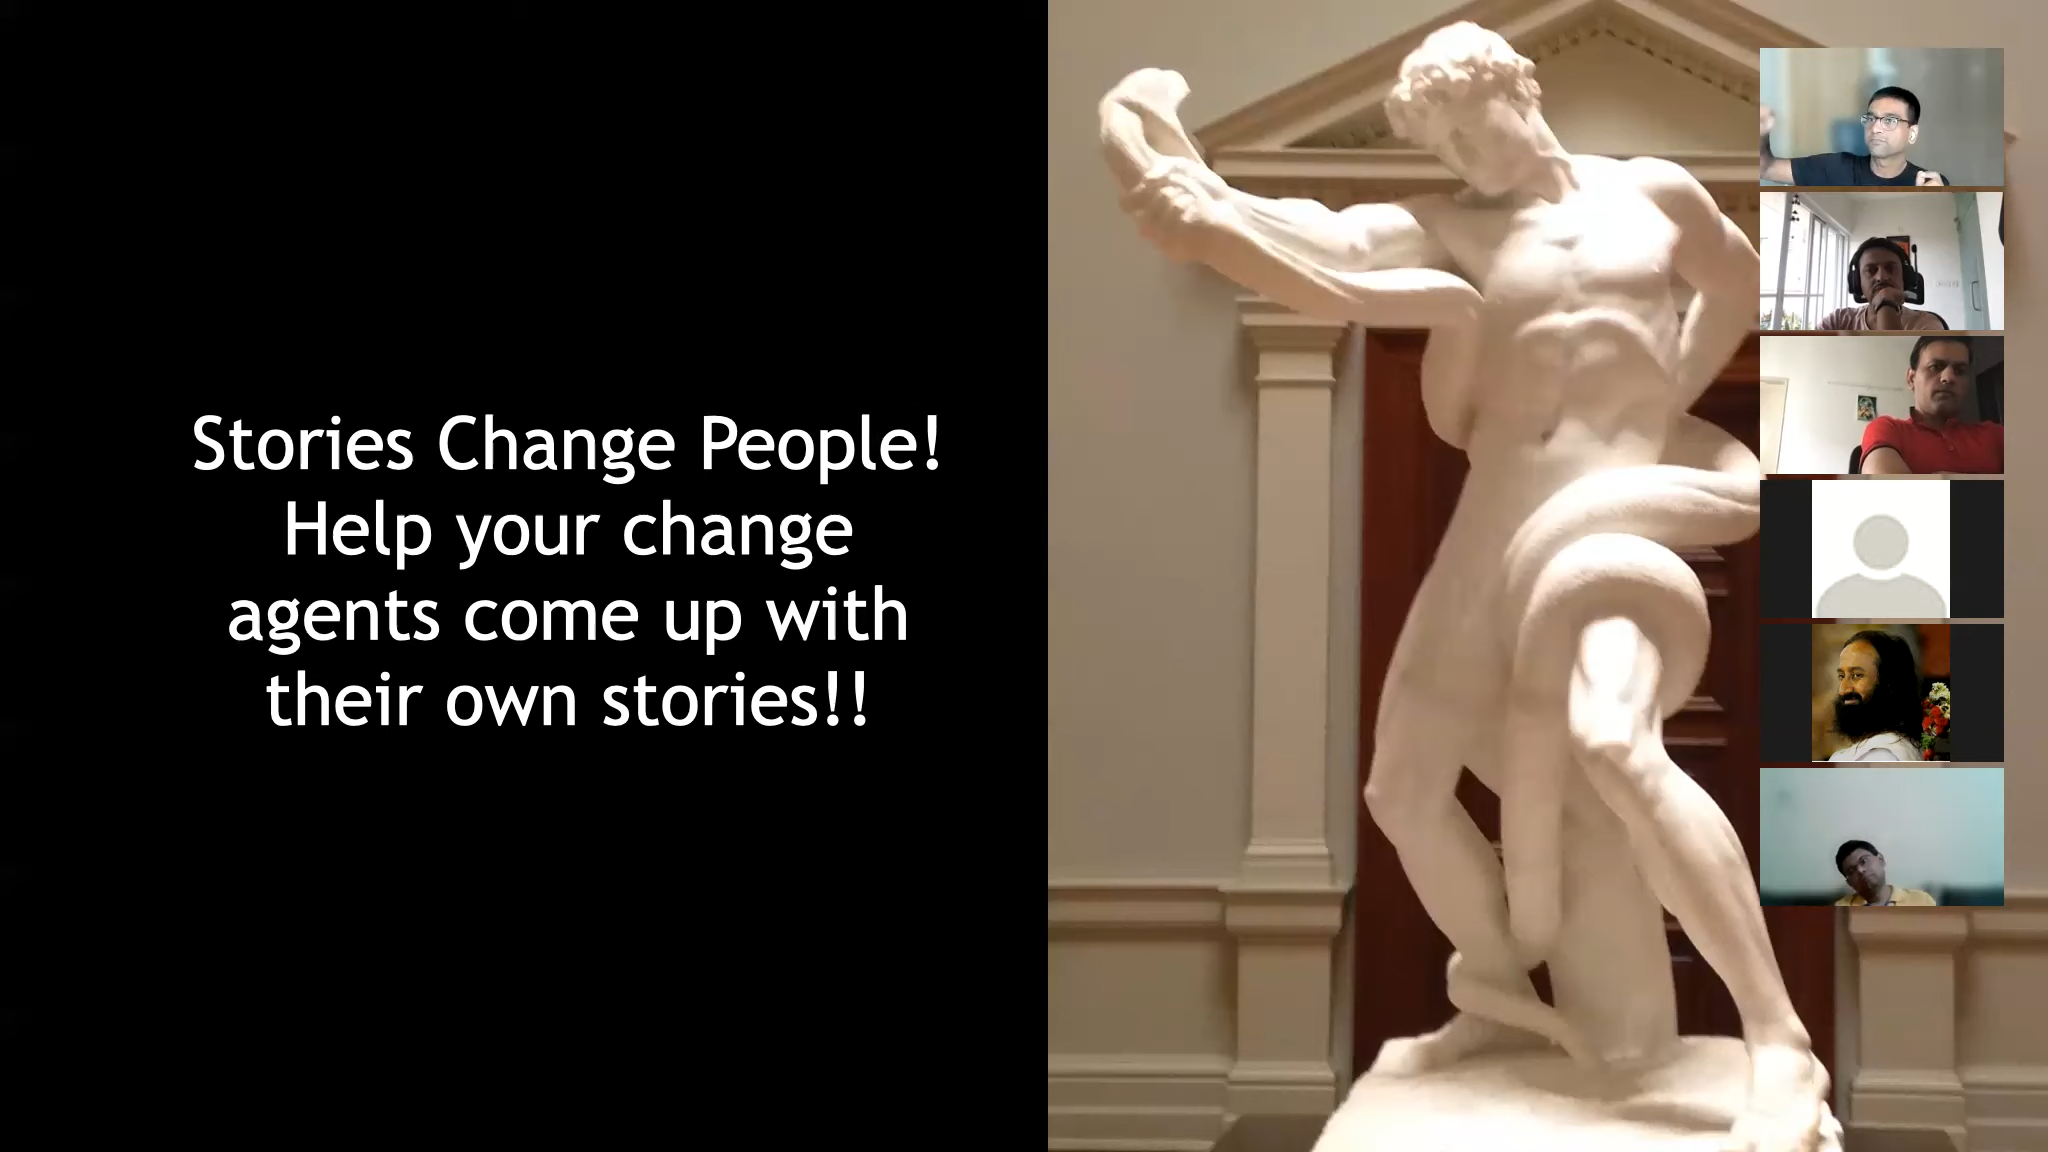 Stories Change People!
Help your change
agents come up with
their own stories!!